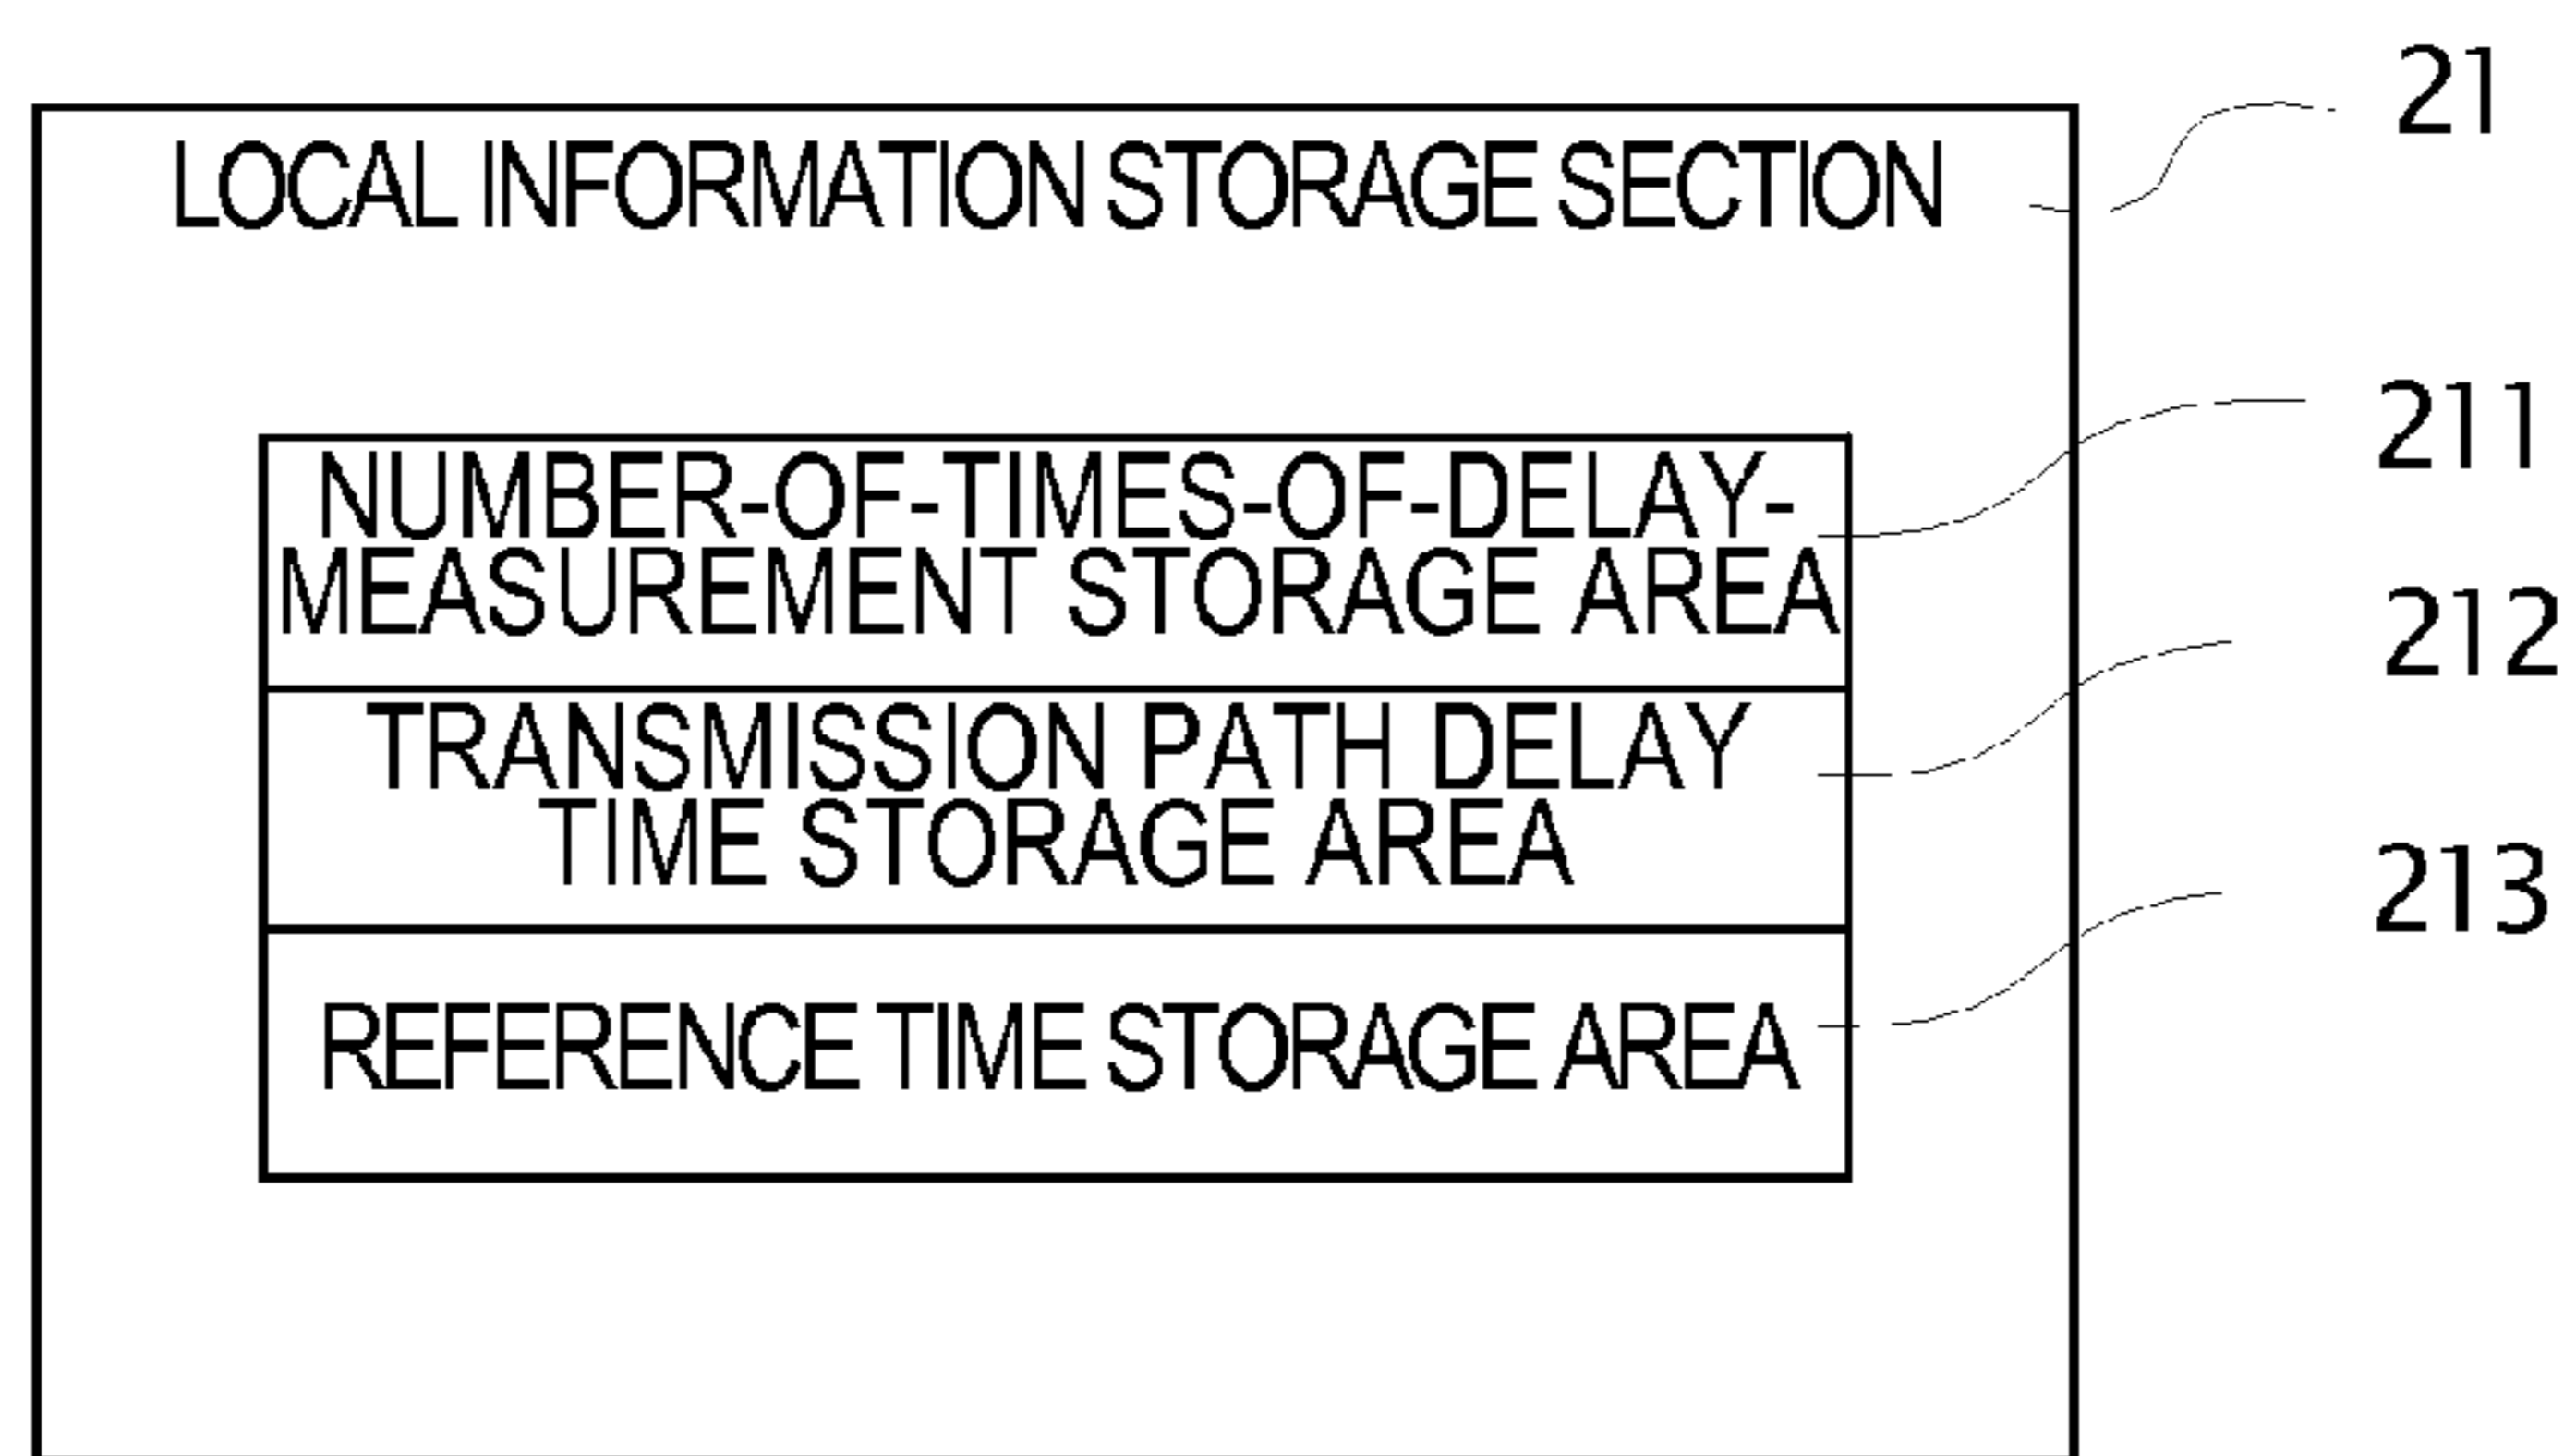 21
LOCAL INFORMATION STORAGE SECTION
211
NUMBER-OF-TIMES-OF-DELAY-
MEASUREMENT STORAGE AREA
212
TRANSMISSION PATH DELAY
TIME STORAGE AREA
213
REFERENCE TIME STORAGE AREA